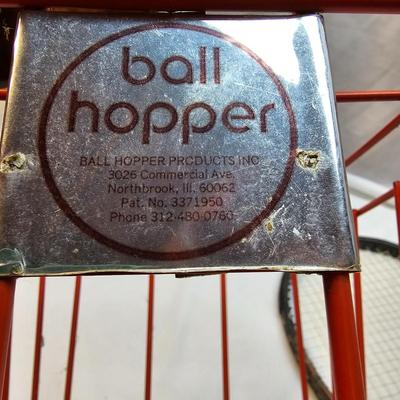 ball
hopper
BALL HOPPER PRODUCTS INC
3026 Commercial Ave.
Northbrook, Ill. 60062
Pat. No. 3371950
Phone 312-480-0760